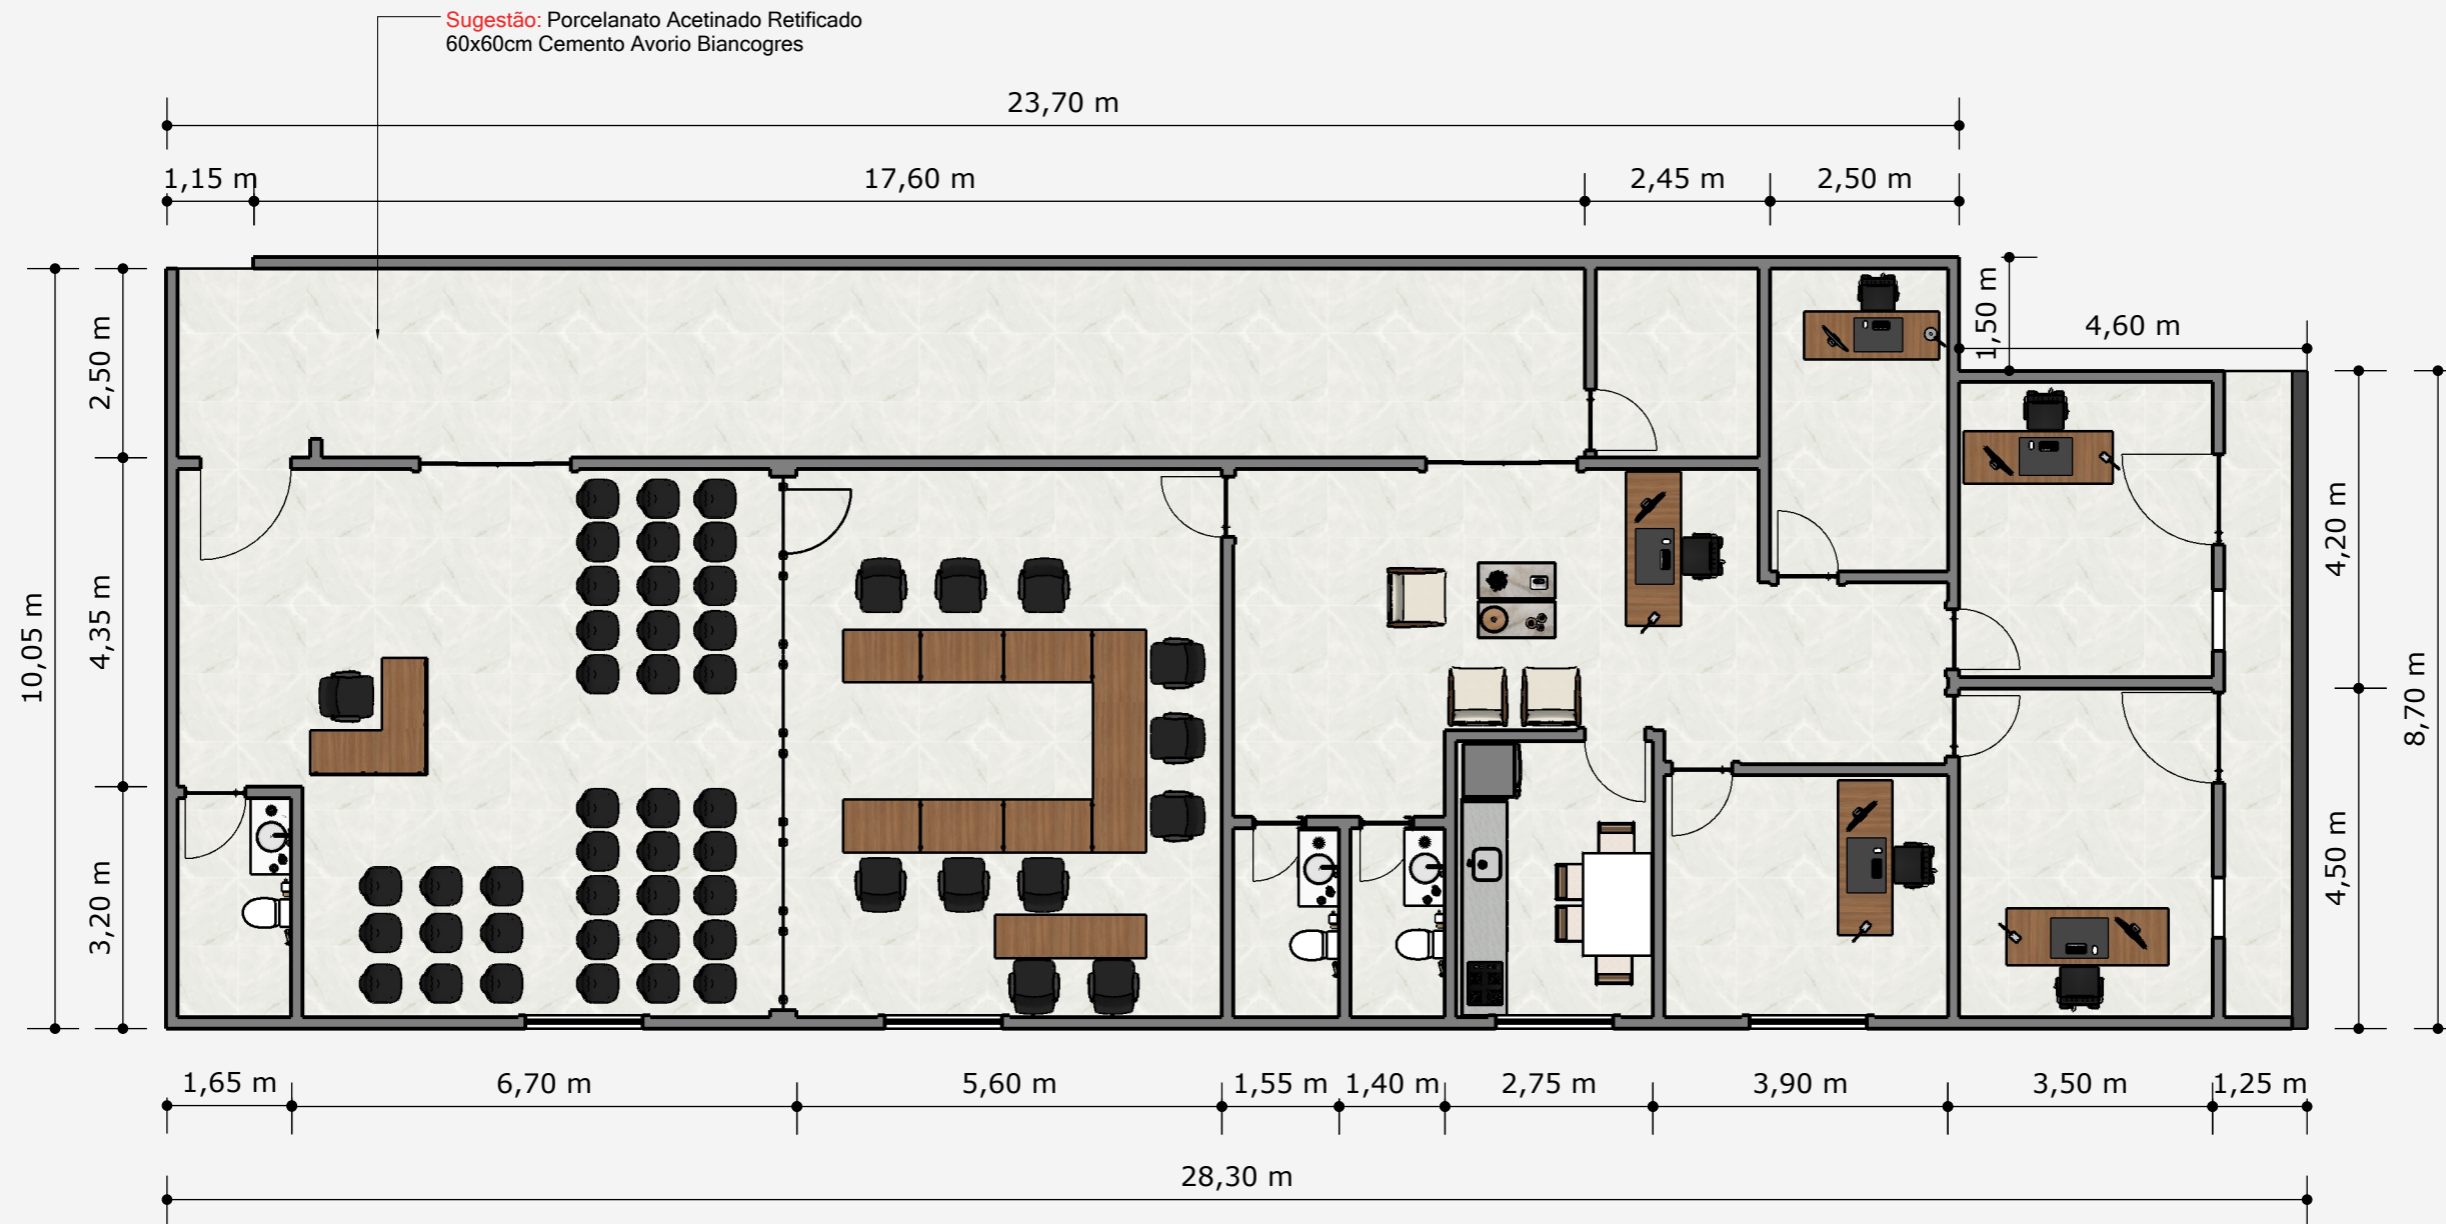 Sugestão: Porcelanato Acetinado Retificado
60x60cm Cemento Avorio Biancogres
23,70 m
1,15 m
17,60 m
2,45 m
2,50 m
1,50 m
4,60 m
10,05 m
2,50 m
4,35 m
3,20 m
4,20 m
4,50 m
8,70 m
1,65 m
6,70 m
5,60 m
1,55 m
1,40 m
2,75 m
3,90 m
3,50 m
1,25 m
28,30 m